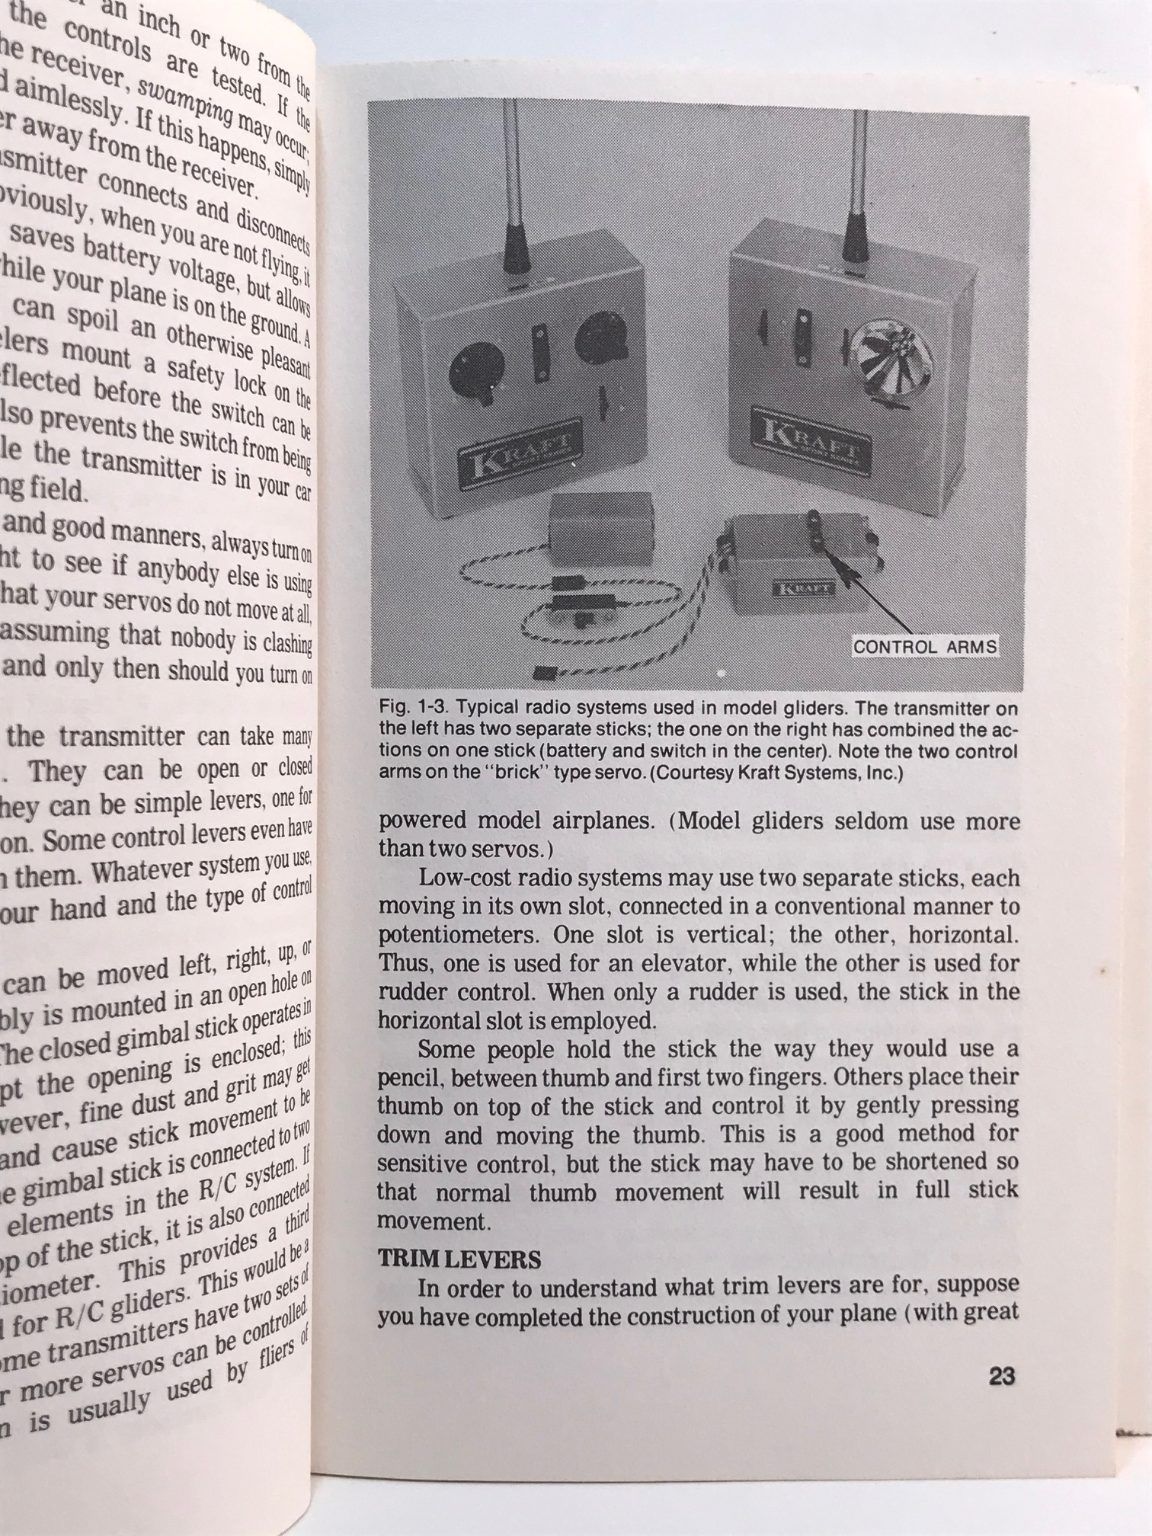 an inch or two from the
the controls are tested. If the
he receiver, swamping may occur,
d aimlessly. If this happens, simply
er away from the receiver.
smitter connects and disconnects
bviously, when you are not flying, it
saves battery voltage, but allows
hile your plane is on the ground. A
can spoil an otherwise pleasant
lers mount a safety lock on the
flected before the switch can be
lso prevents the switch from being
le the transmitter is in your car
ng field.
and good manners, always turn on
ht to see if anybody else is using
hat your servos do not move at all,
assuming that nobody is clashing
and only then should you turn on
the transmitter can take many
. They can be open or closed
hey can be simple levers, one for
on. Some control levers even have
n them. Whatever system you use,
our hand and the type of control
can be moved left, right, up, or
bly is mounted in an open hole on
The closed gimbal stick operates in
pt the opening is enclosed; this
wever, fine dust and grit may get
and cause stick movement to be
e gimbal stick is connected to two
elements in the R/C system. If
op of the stick, it is also connected
iometer. This provides a third
l for R/C gliders. This would be a
ome transmitters have two sets of
r more servos can be controlled.
n is usually used by fliers of
KRAFT
KRAFT
KRAFT
CONTROL ARMS
Fig. 1-3. Typical radio systems used in model gliders. The transmitter on
the left has two separate sticks; the one on the right has combined the ac-
tions on one stick (battery and switch in the center). Note the two control
arms on the "brick" type servo. (Courtesy Kraft Systems, Inc.)
powered model airplanes. (Model gliders seldom use more
than two servos.)
Low-cost radio systems may use two separate sticks, each
moving in its own slot, connected in a conventional manner to
potentiometers. One slot is vertical; the other, horizontal.
Thus, one is used for an elevator, while the other is used for
rudder control. When only a rudder is used, the stick in the
horizontal slot is employed.
Some people hold the stick the way they would use a
pencil, between thumb and first two fingers. Others place their
thumb on top of the stick and control it by gently pressing
down and moving the thumb. This is a good method for
sensitive control, but the stick may have to be shortened so
that normal thumb movement will result in full stick
movement.
TRIM LEVERS
In order to understand what trim levers are for, suppose
you have completed the construction of your plane (with great
23